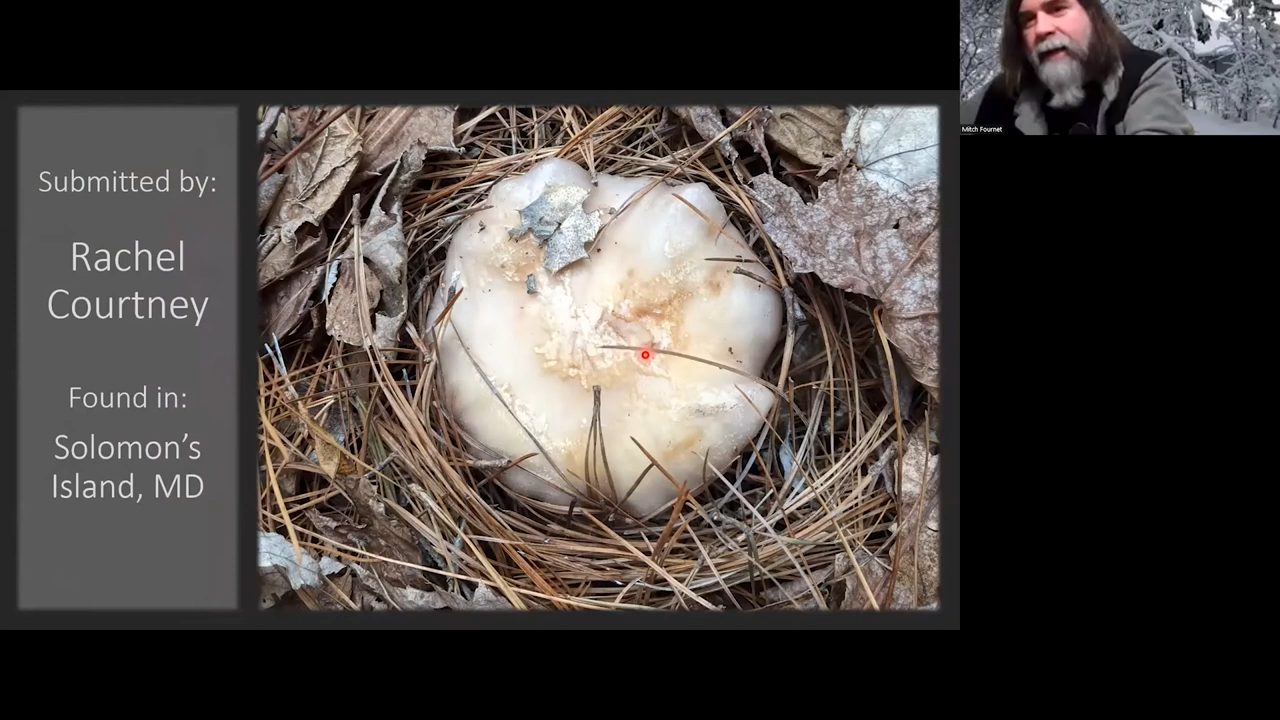 Submitted by:
Rachel
Courtney
Found in:
Solomon’s
Island, MD
Mitch Fournet